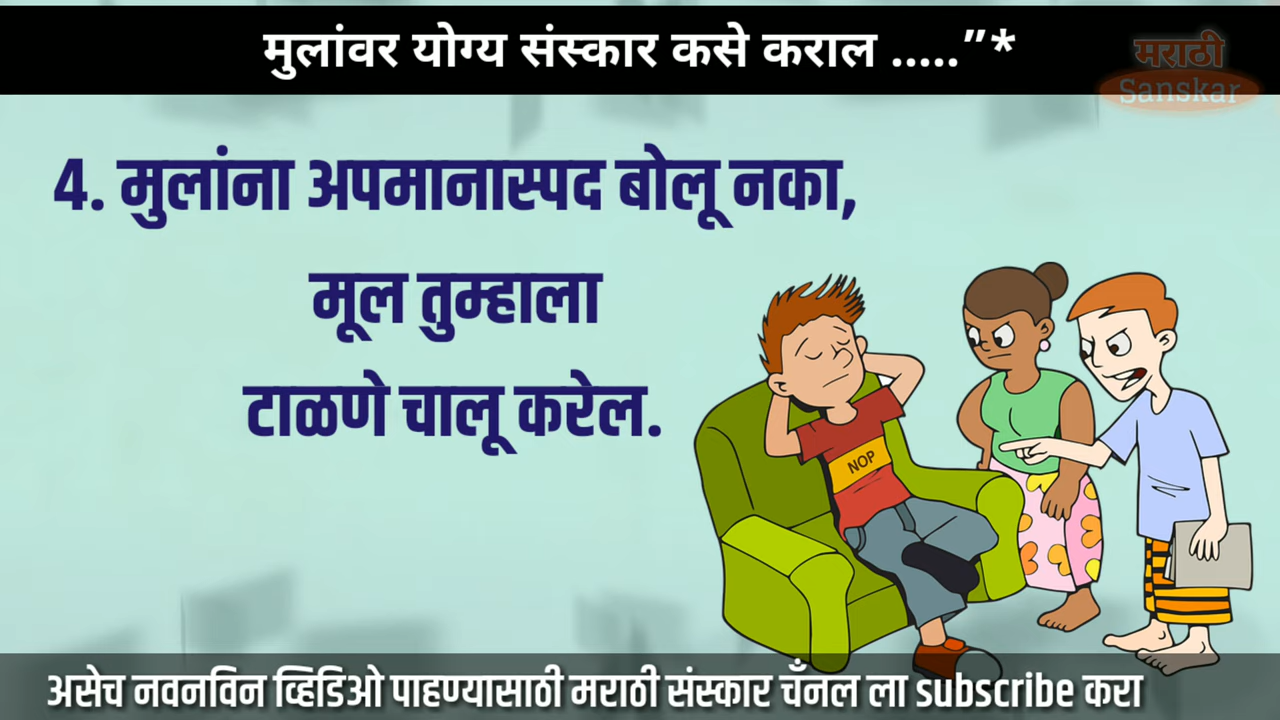 मुलांवर योग्य संस्कार कसे कराल .....”*
मराठी
Sanskar
4. मुलांना अपमानास्पद बोलू नका,
मूल तुम्हाला
टाळणे चालू करेल.
NOP
असेच नवनविन व्हिडिओ पाहण्यासाठी मराठी संस्कार चॅंनल ला subscribe करा